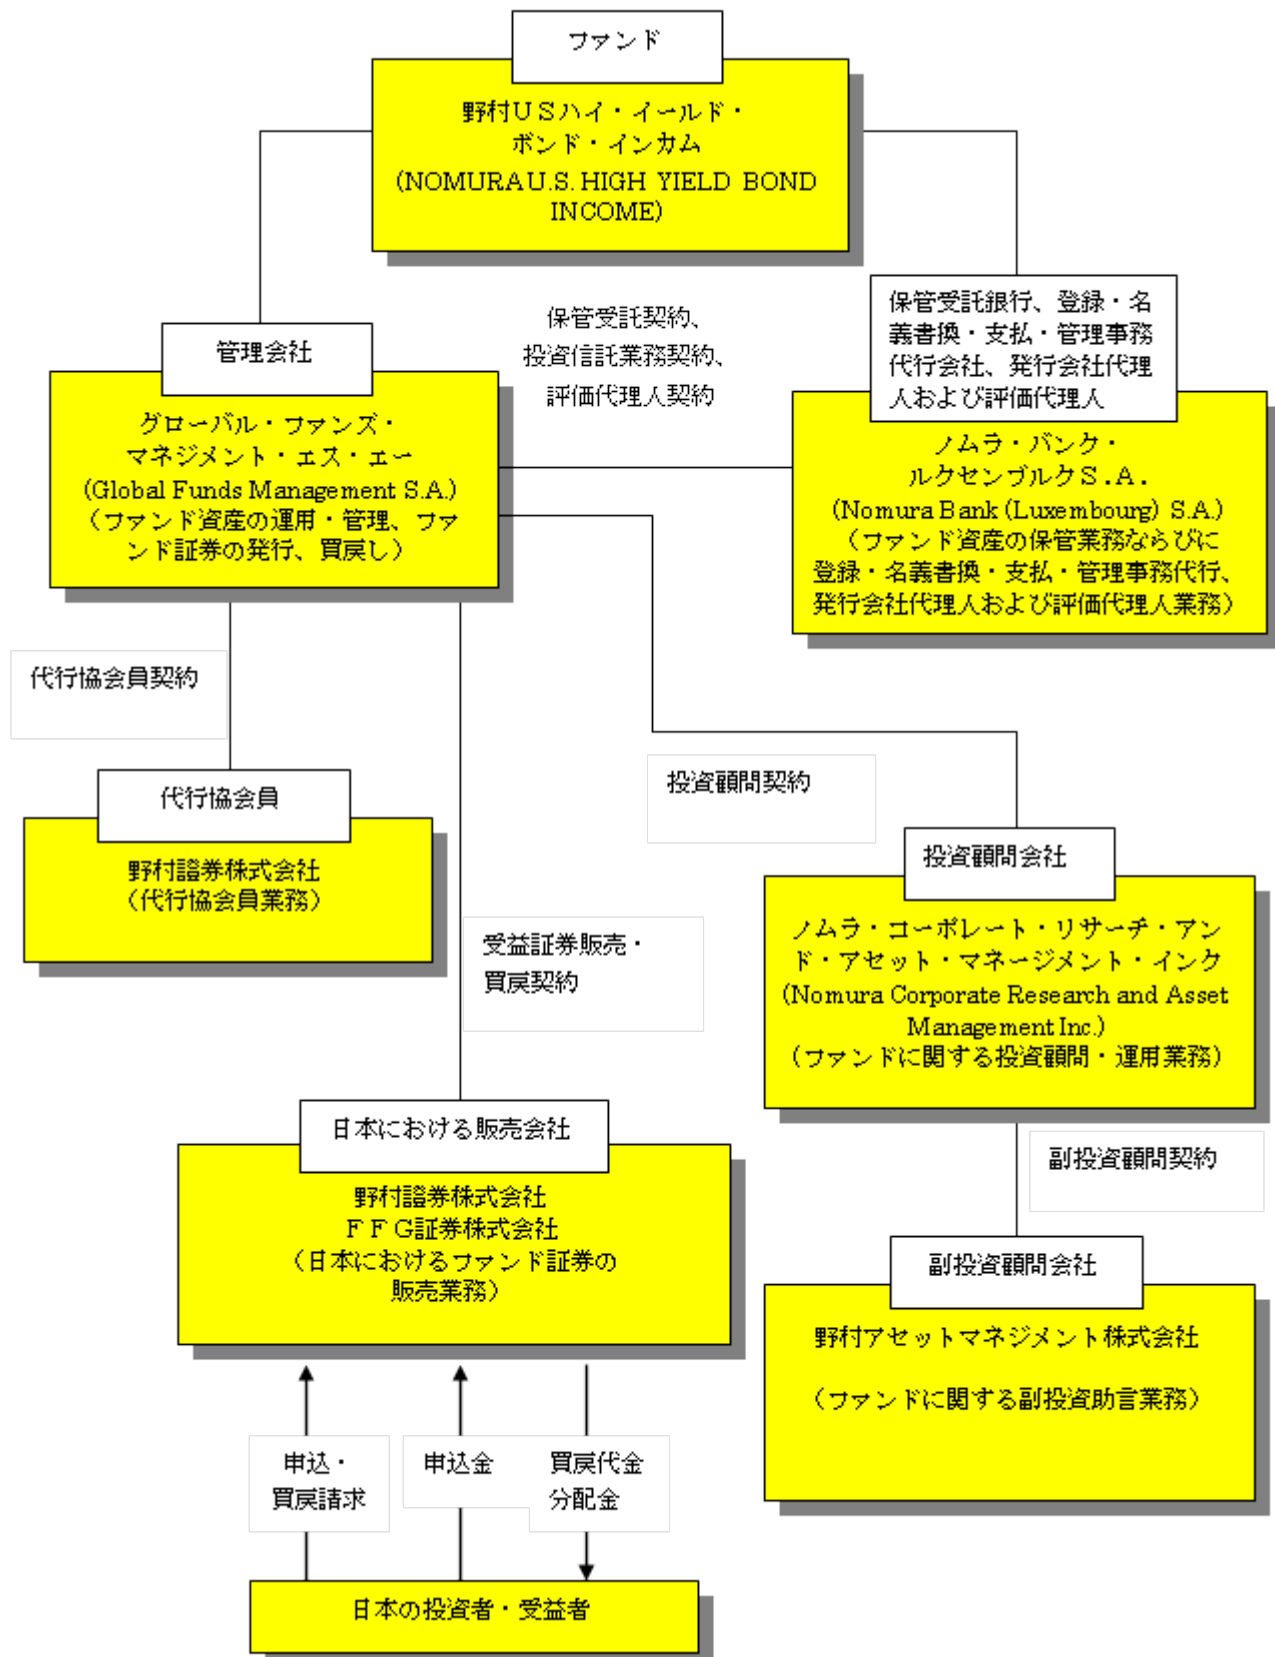 ファンド
野村ＵＳハイ・イールド・
ボンド・インカム
(NOMURA U.S. HIGH YIELD BOND
INCOME)
保管受託契約、
投資信託業務契約、
評価代理人契約
管理会社
グローバル・ファンズ・
マネジメント・エス・エー
(Global Funds Management S.A.)
（ファンド資産の運用・管理、ファ
ンド証券の発行、買戻し）
保管受託銀行、登録・名
義書換・支払・管理事務
代行会社、発行会社代理
人および評価代理人
ノムラ・バンク・
ルクセンブルクＳ.Ａ.
(Nomura Bank (Luxembourg) S.A.)
（ファンド資産の保管業務ならびに
登録・名義書換・支払・管理事務代行、
発行会社代理人および評価代理人業務）
代行協会員契約
代行協会員
野村證券株式会社
（代行協会員業務）
投資顧問契約
投資顧問会社
ノムラ・コーポレート・リサーチ・アン
ド・アセット・マネージメント・インク
(Nomura Corporate Research and Asset
Management Inc.)
（ファンドに関する投資顧問・運用業務）
受益証券販売・
買戻契約
日本における販売会社
野村證券株式会社
ＦＦＧ証券株式会社
（日本におけるファンド証券の
販売業務）
副投資顧問契約
副投資顧問会社
野村アセットマネジメント株式会社
（ファンドに関する副投資助言業務）
申込・
買戻請求
申込金
買戻代金
分配金
日本の投資者・受益者